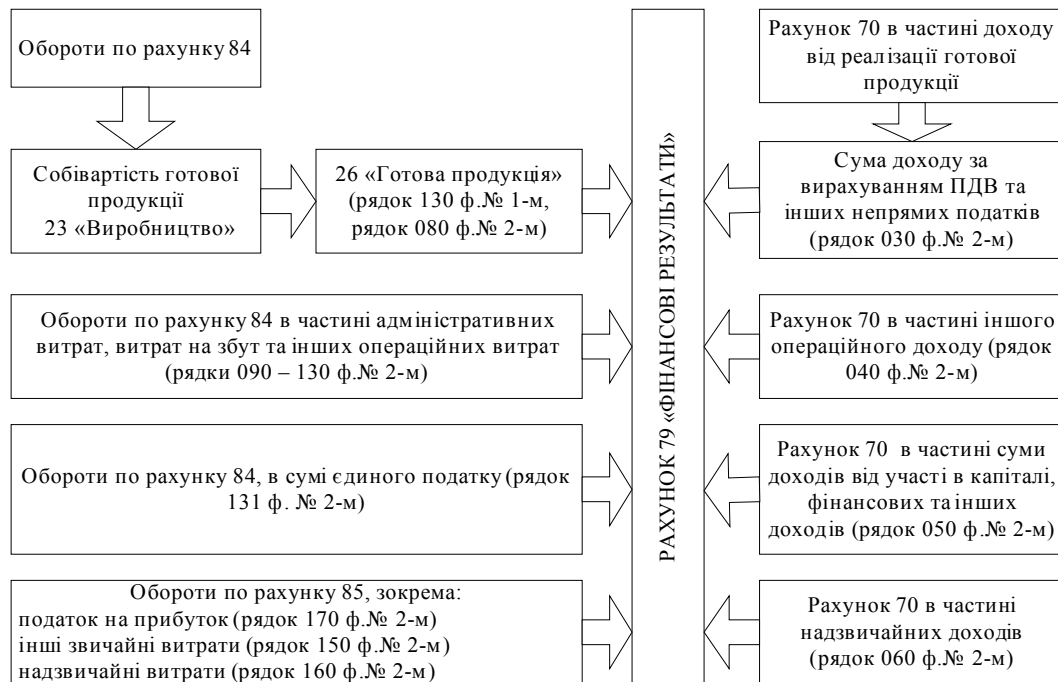 Обороти по рахунку 84
Рахунок 70 в частині доходу
від реалізації готової
продукції
Собівартість готової
продукції
23 «Виробництво»
26 «Готова продукція»
(рядок 130 ф.№ 1-м,
рядок 080 ф.№ 2-м)
РАХУНОК 79 «ФІНАНСОВІ РЕЗУЛЬТАТИ»
Сума доходу за
вирахуванням ПДВ та
інших непрямих податків
(рядок 030 ф.№ 2-м)
Обороти по рахунку 84 в частині адміністративних
витрат, витрат на збут та інших операційних витрат
(рядки 090 – 130 ф.№ 2-м)
Рахунок 70 в частині іншого
операційного доходу (рядок
040 ф.№ 2-м)
Обороти по рахунку 84, в сумі єдиного податку (рядок
131 ф. № 2-м)
Рахунок 70 в частині суми
доходів від участі в капіталі,
фінансових та інших
доходів (рядок 050 ф.№ 2-м)
Обороти по рахунку 85, зокрема:
податок на прибуток (рядок 170 ф.№ 2-м)
інші звичайні витрати (рядок 150 ф.№ 2-м)
надзвичайні витрати (рядок 160 ф.№ 2-м)
Рахунок 70 в частині
надзвичайних доходів
(рядок 060 ф.№ 2-м)